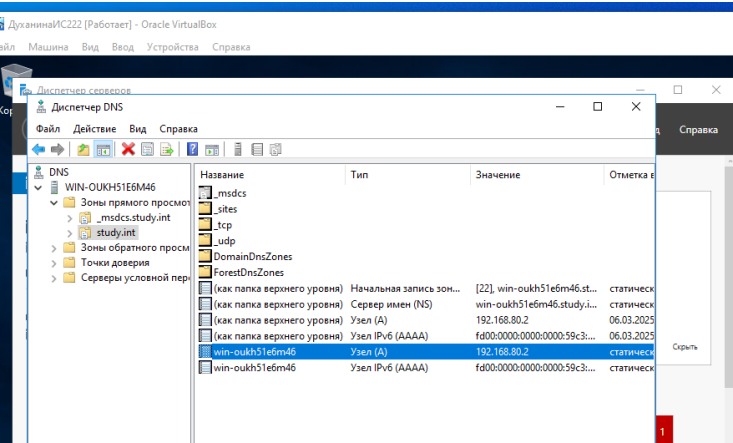 ДуханинаИС222 [Работает] - Oracle VirtualBox
Машина Вид Ввод Устройства Справка
Диспетчер серверов
Справка
Диспетчер DNS
Файл Действие Вид Справка
DNS
WIN-OUKH51E6M46
Зоны прямого просмот
_msdcs.study.int
study.int
Зоны обратного просм
Точки доверия
Серверы условной пере
Название Тип Значение Отметка в
_msdcs
_sites
_tcp
_udp
DomainDnsZones
ForestDnsZones
(как папка верхнего уровня) Начальная запись зон... [22], win-oukh51e6m46.st... статическ
(как папка верхнего уровня) Сервер имен (NS) win-oukh51e6m46.study.i... статическ
(как папка верхнего уровня) Узел (A) 192.168.80.2 06.03.2025
(как папка верхнего уровня) Узел IPv6 (AAAA) fd00:0000:0000:0000:59c3:... 06.03.2025
win-oukh51e6m46 Узел (A) 192.168.80.2 статическ
win-oukh51e6m46 Узел IPv6 (AAAA) fd00:0000:0000:0000:59c3:... статическ
Скрыть
1